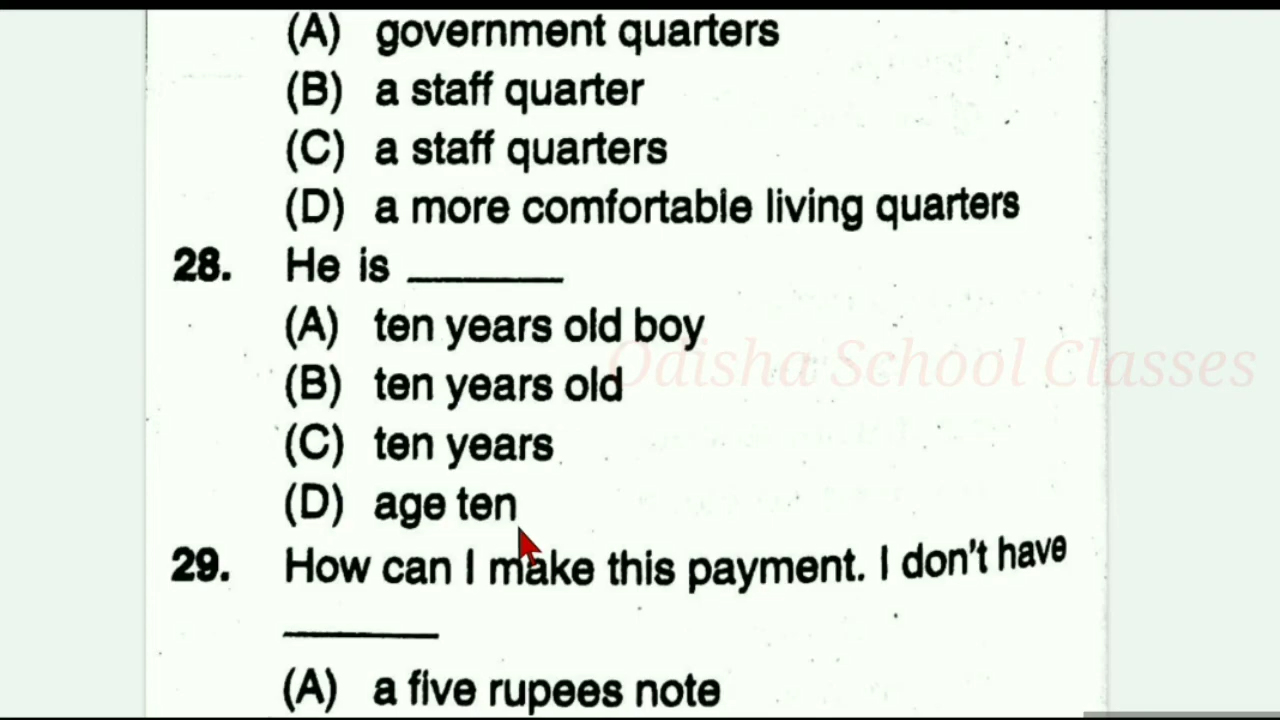 (A) government quarters
(B) a staff quarter
(C) a staff quarters
(D) a more comfortable living quarters
28. He is ______
(A) ten years old boy
(B) ten years old
(C) ten years
(D) age ten
Odisha School Classes
29. How can I make this payment. I don't have
______
(A) a five rupees note